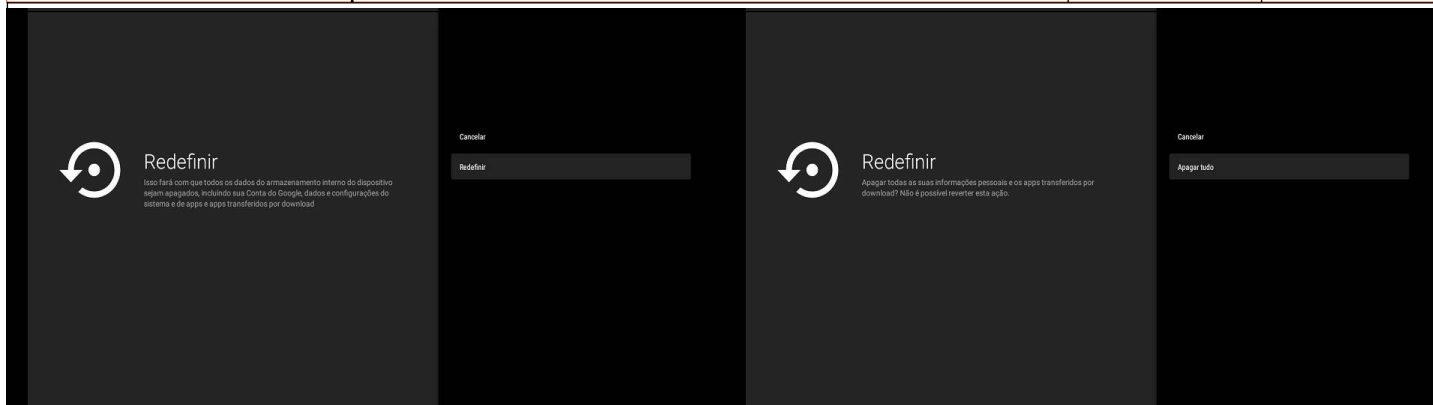 Redefinir
Isso fará com que todos os dados do armazenamento interno do dispositivo
sejam apagados, incluindo sua Conta do Google, dados e configurações do
sistema e de apps e apps transferidos por download
Cancelar
Redefinir
Redefinir
Apagar todas as suas informações pessoais e os apps transferidos por
download? Não é possível reverter esta ação.
Cancelar
Apagar tudo